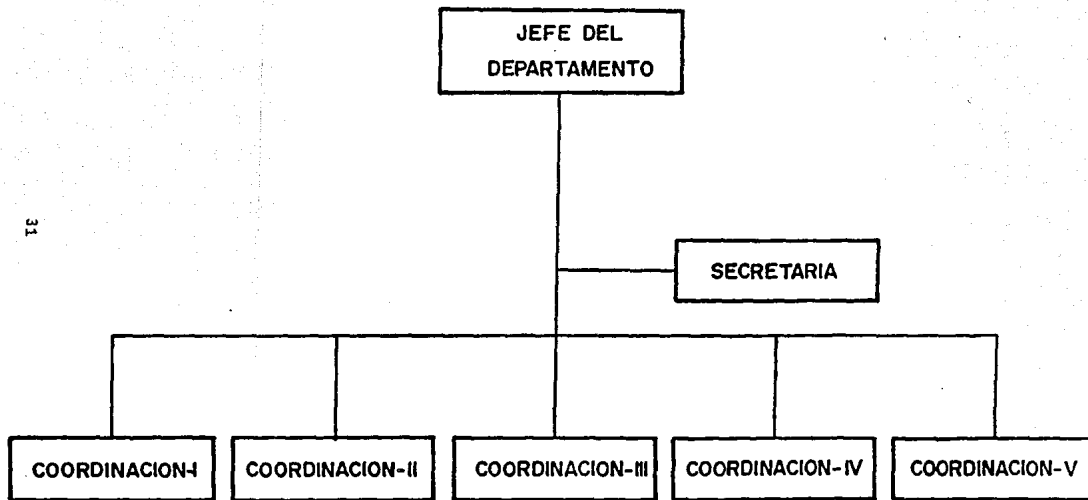 JEFE DEL
DEPARTAMENTO
SECRETARIA
31
COORDINACION-I
COORDINACION-II
COORDINACION-III
COORDINACION-IV
COORDINACION-V